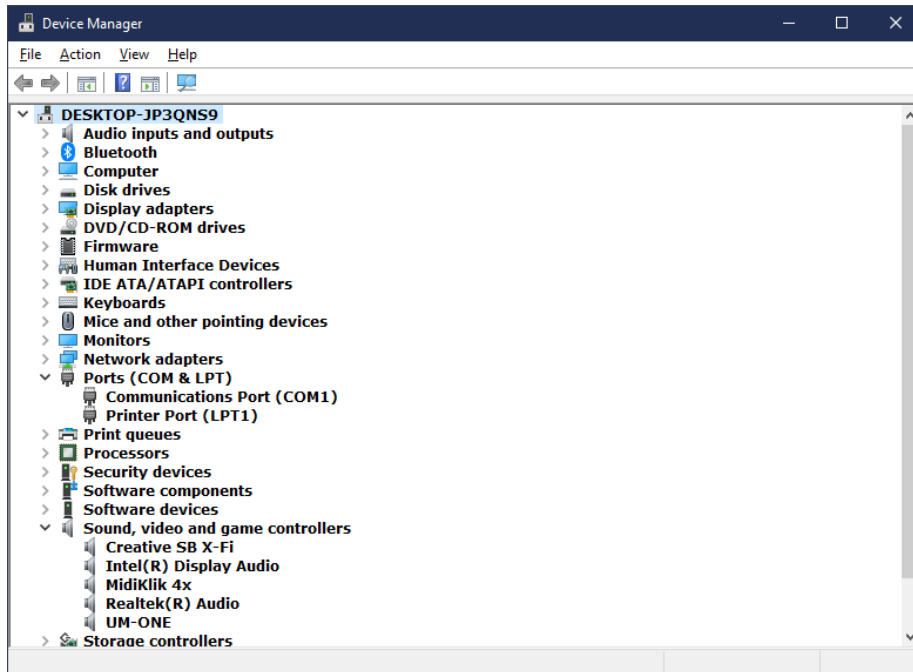 Device Manager
File Action View Help
DESKTOP-JP3QNS9
Audio inputs and outputs
Bluetooth
Computer
Disk drives
Display adapters
DVD/CD-ROM drives
Firmware
Human Interface Devices
IDE ATA/ATAPI controllers
Keyboards
Mice and other pointing devices
Monitors
Network adapters
Ports (COM & LPT)
Communications Port (COM1)
Printer Port (LPT1)
Print queues
Processors
Security devices
Software components
Software devices
Sound, video and game controllers
Creative SB X-Fi
Intel(R) Display Audio
MidiKlik 4x
Realtek(R) Audio
UM-ONE
Storage controllers